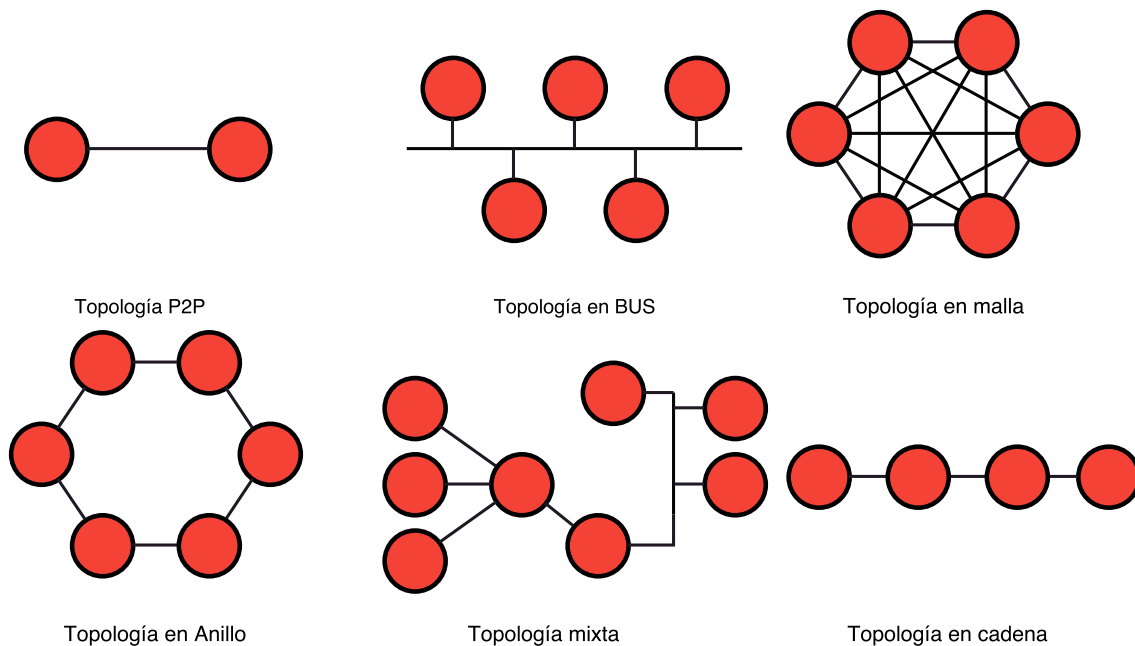 Topología P2P
Topología en BUS
Topología en malla
Topología en Anillo
Topología mixta
Topología en cadena